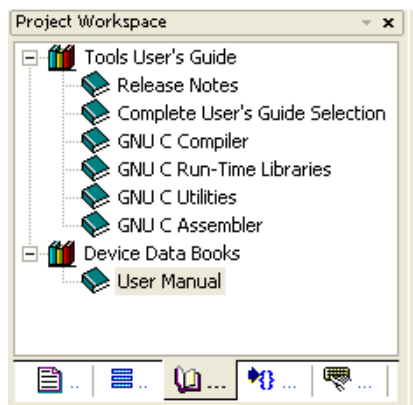 Project Workspace
Tools User's Guide
Release Notes
Complete User's Guide Selection
GNU C Compiler
GNU C Run-Time Libraries
GNU C Utilities
GNU C Assembler
Device Data Books
User Manual
.. .. ... {} ... ...